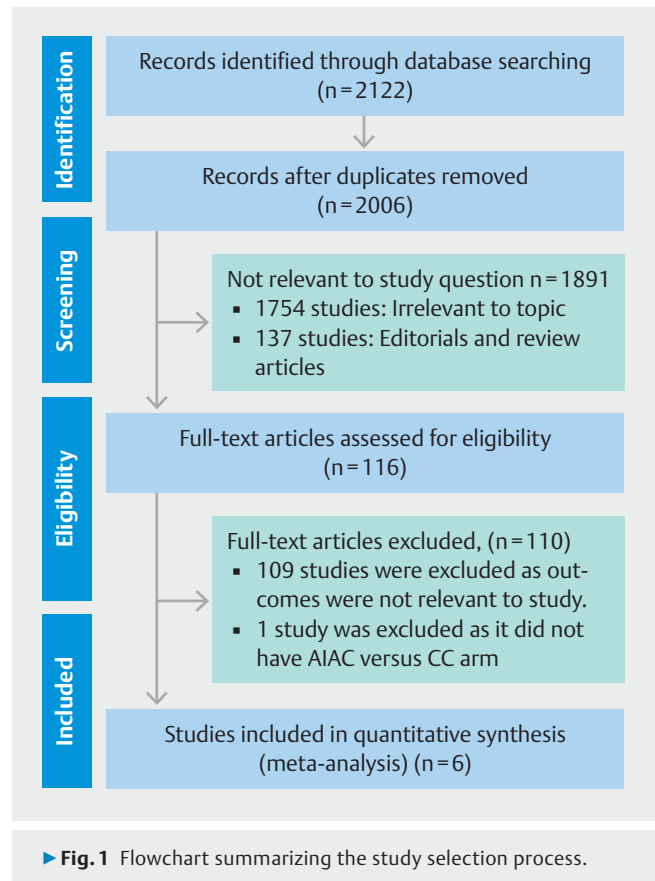 Identification
Records identified through database searching
(n=2122)
Records after duplicates removed
(n=2006)
Screening
Not relevant to study question n=1891
▪ 1754 studies: Irrelevant to topic
▪ 137 studies: Editorials and review
articles
Eligibility
Full-text articles assessed for eligibility
(n=116)
Full-text articles excluded, (n=110)
▪ 109 studies were excluded as out-
comes were not relevant to study.
▪ 1 study was excluded as it did not
have AIAC versus CC arm
Included
Studies included in quantitative synthesis
(meta-analysis) (n=6)
▶ Fig. 1 Flowchart summarizing the study selection process.